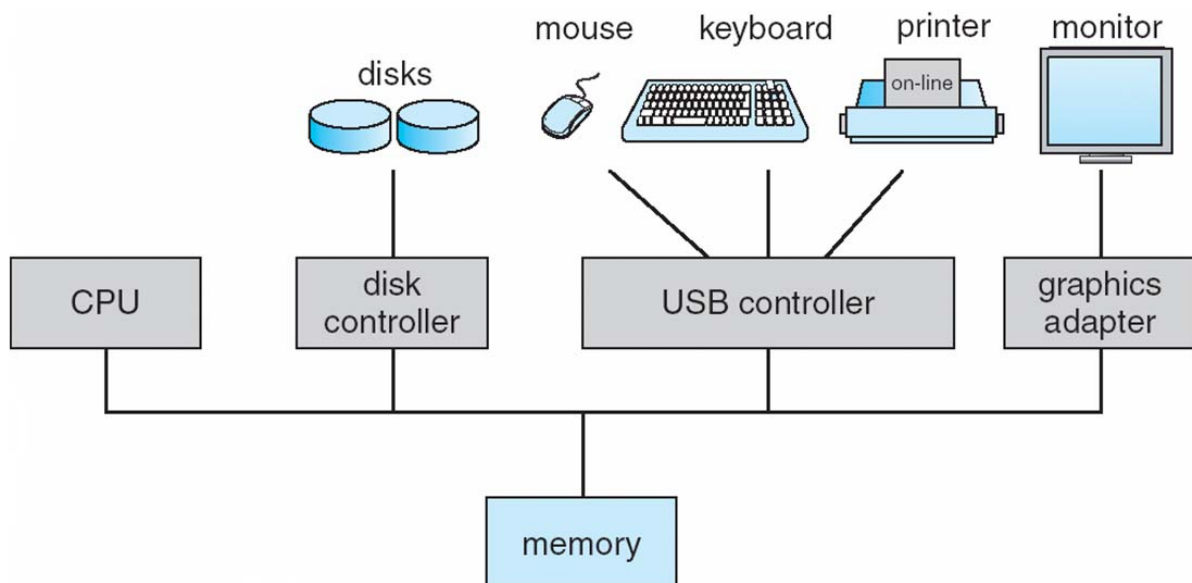 mouse
keyboard
printer
monitor
disks
on-line
CPU
disk
controller
USB controller
graphics
adapter
memory